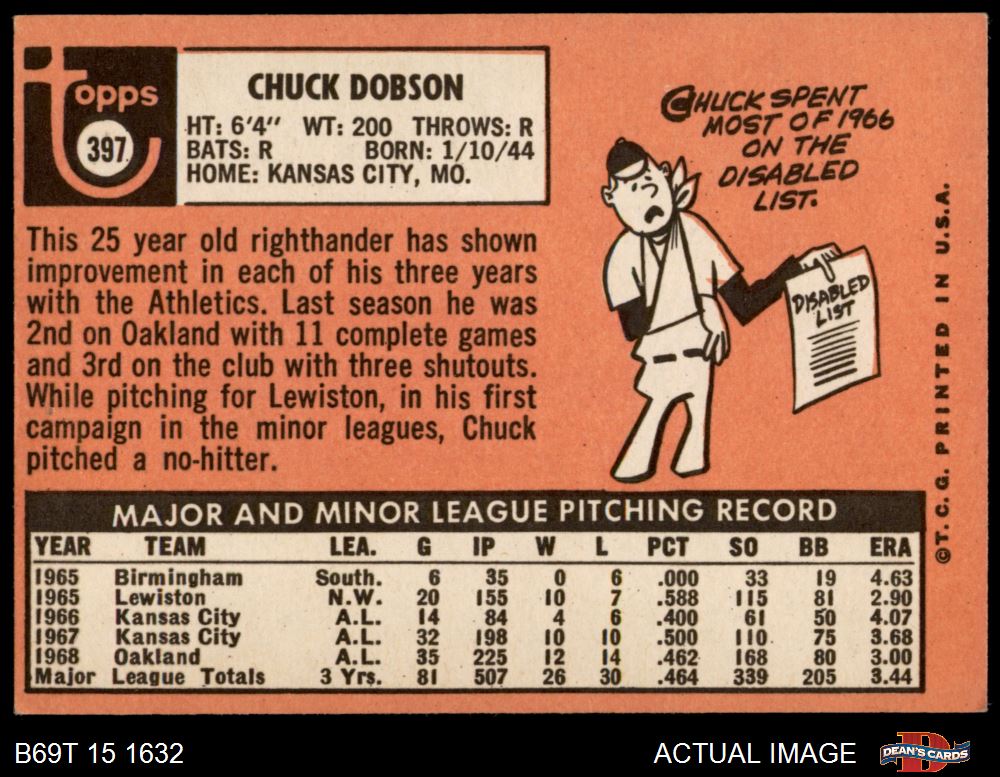 topps
397
CHUCK DOBSON
HT: 6'4" WT: 200 THROWS: R
BATS: R BORN: 1/10/44
HOME: KANSAS CITY, MO.
This 25 year old righthander has shown
improvement in each of his three years
with the Athletics. Last season he was
2nd on Oakland with 11 complete games
and 3rd on the club with three shutouts.
While pitching for Lewiston, in his first
campaign in the minor leagues, Chuck
pitched a no-hitter.
CHUCK SPENT
MOST OF 1966
ON THE
DISABLED
LIST.
DISABLED
LIST
©T. C. G. PRINTED IN U.S.A.
MAJOR AND MINOR LEAGUE PITCHING RECORD
YEAR TEAM LEA. G IP W L PCT SO BB ERA
1965 Birmingham South. 6 35 0 6 .000 33 19 4.63
1965 Lewiston N.W. 20 155 10 7 .588 115 81 2.90
1966 Kansas City A.L. 14 84 4 6 .400 61 50 4.07
1967 Kansas City A.L. 32 198 10 10 .500 110 75 3.68
1968 Oakland A.L. 35 225 12 14 .462 168 80 3.00
Major League Totals 3 Yrs. 81 507 26 30 .464 339 205 3.44
B69T 15 1632 ACTUAL IMAGE
DEAN'S CARDS